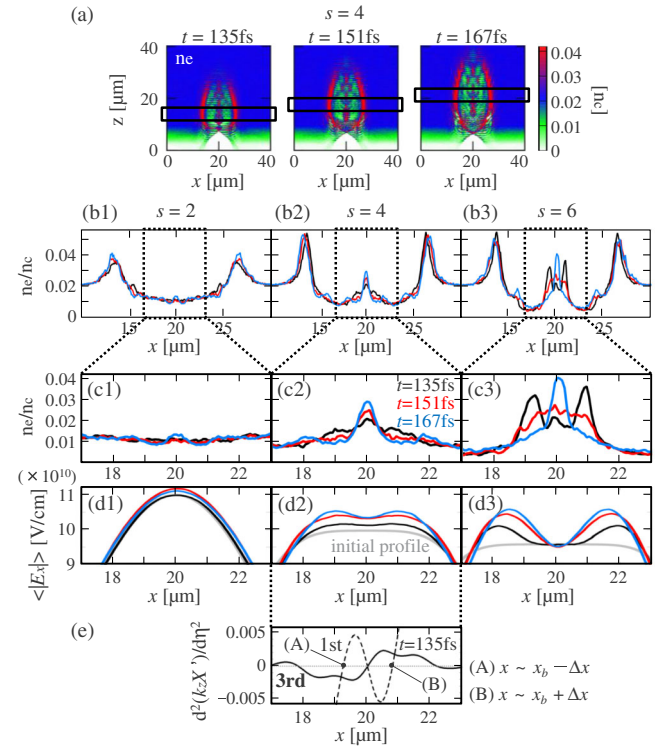 (a) s = 4
t = 135fs t = 151fs t = 167fs
ne
z [μm]
40
20
0
0 20 40 0 20 40 0 20 40
x [μm] x [μm] x [μm]
0.04
0.03
0.02
0.01
0
[nc]
(b1) s = 2 (b2) s = 4 (b3) s = 6
ne/nc
0.04
0.02
0
15 20 25 15 20 25 15 20 25
x [μm] x [μm] x [μm]
(c1) (c2) (c3)
t=135fs
t=151fs
t=167fs
ne/nc
0.04
0.03
0.02
0.01
18 20 22 18 20 22 18 20 22
(× 10¹⁰)
(d1) (d2) (d3)
initial profile
<|Ex|> [V/cm]
11
10
9
18 20 22 18 20 22 18 20 22
x [μm] x [μm] x [μm]
(e)
d²(kzX')/dη²
0.005
0
-0.005
(A) 1st t=135fs
3rd (B)
18 19 20 21 22
x [μm]
(A) x ~ xb −Δx
(B) x ~ xb +Δx